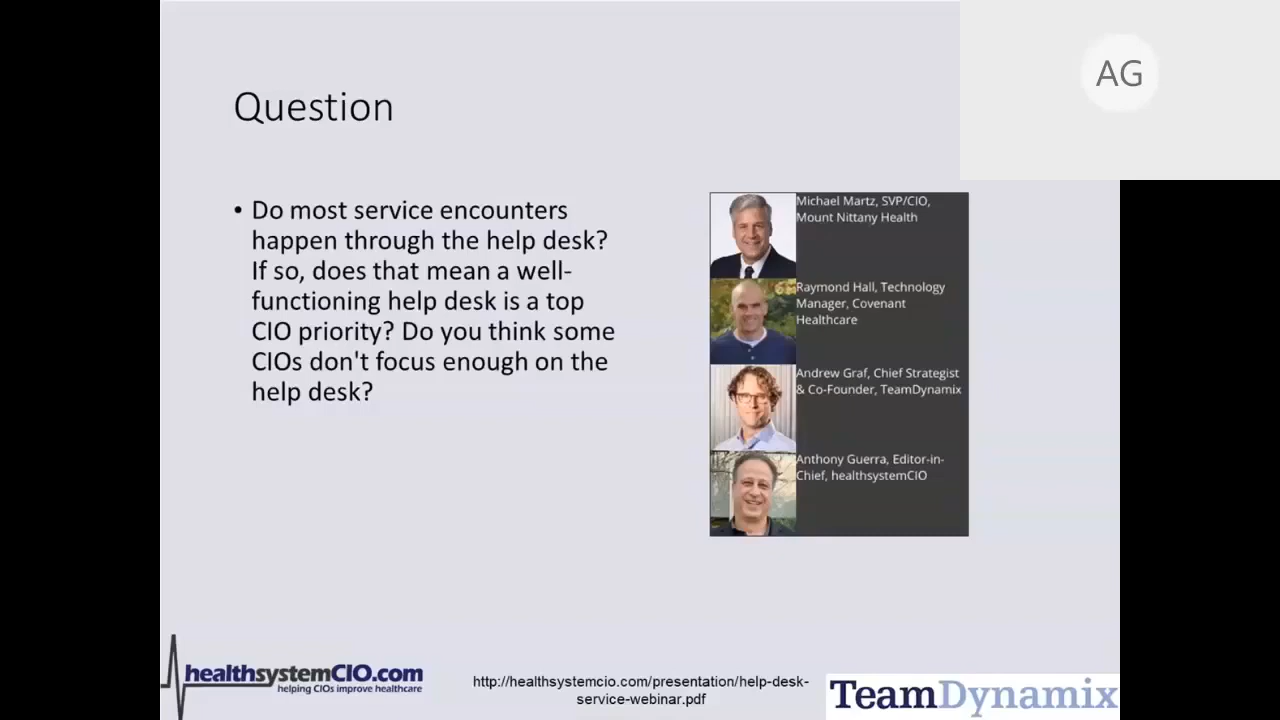 AG
Question
• Do most service encounters
happen through the help desk?
If so, does that mean a well-
functioning help desk is a top
CIO priority? Do you think some
CIOs don't focus enough on the
help desk?
Michael Martz, SVP/CIO,
Mount Nittany Health
Raymond Hall, Technology
Manager, Covenant
Healthcare
Andrew Graf, Chief Strategist
& Co-Founder, TeamDynamix
Anthony Guerra, Editor-in-
Chief, healthsystemCIO
healthsystemCIO.com
helping CIOs improve healthcare
http://healthsystemcio.com/presentation/help-desk-
service-webinar.pdf
TeamDynamix